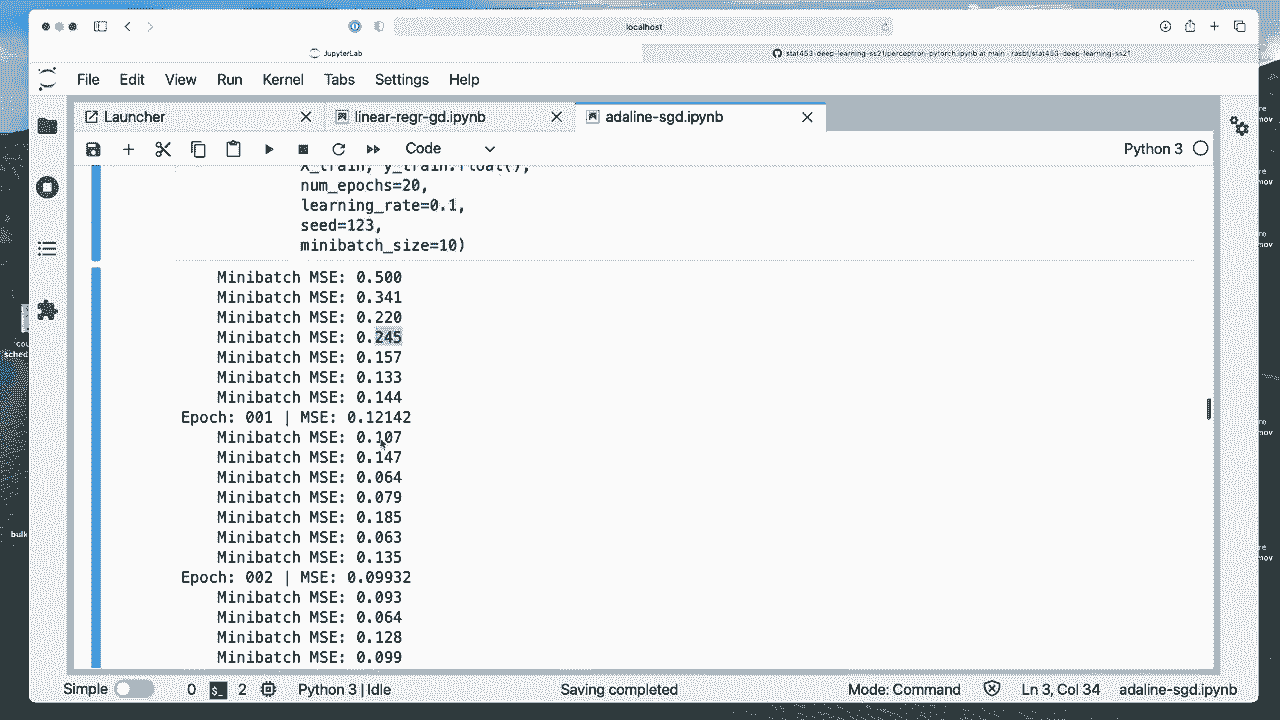 localhost
JupyterLab
stat453-deep-learning-ss21/perceptron-pytorch.ipynb at main · rasbt/stat453-deep-learning-ss21
File Edit View Run Kernel Tabs Settings Help
Launcher
linear-regr-gd.ipynb
adaline-sgd.ipynb
Code
Python 3
X_train, y_train.float(),
num_epochs=20,
learning_rate=0.1,
seed=123,
minibatch_size=10)
Minibatch MSE: 0.500
Minibatch MSE: 0.341
Minibatch MSE: 0.220
Minibatch MSE: 0.245
Minibatch MSE: 0.157
Minibatch MSE: 0.133
Minibatch MSE: 0.144
Epoch: 001 | MSE: 0.12142
Minibatch MSE: 0.107
Minibatch MSE: 0.147
Minibatch MSE: 0.064
Minibatch MSE: 0.079
Minibatch MSE: 0.185
Minibatch MSE: 0.063
Minibatch MSE: 0.135
Epoch: 002 | MSE: 0.09932
Minibatch MSE: 0.093
Minibatch MSE: 0.064
Minibatch MSE: 0.128
Minibatch MSE: 0.099
Simple 0 $_ 2 Python 3 | Idle Saving completed Mode: Command Ln 3, Col 34 adaline-sgd.ipynb